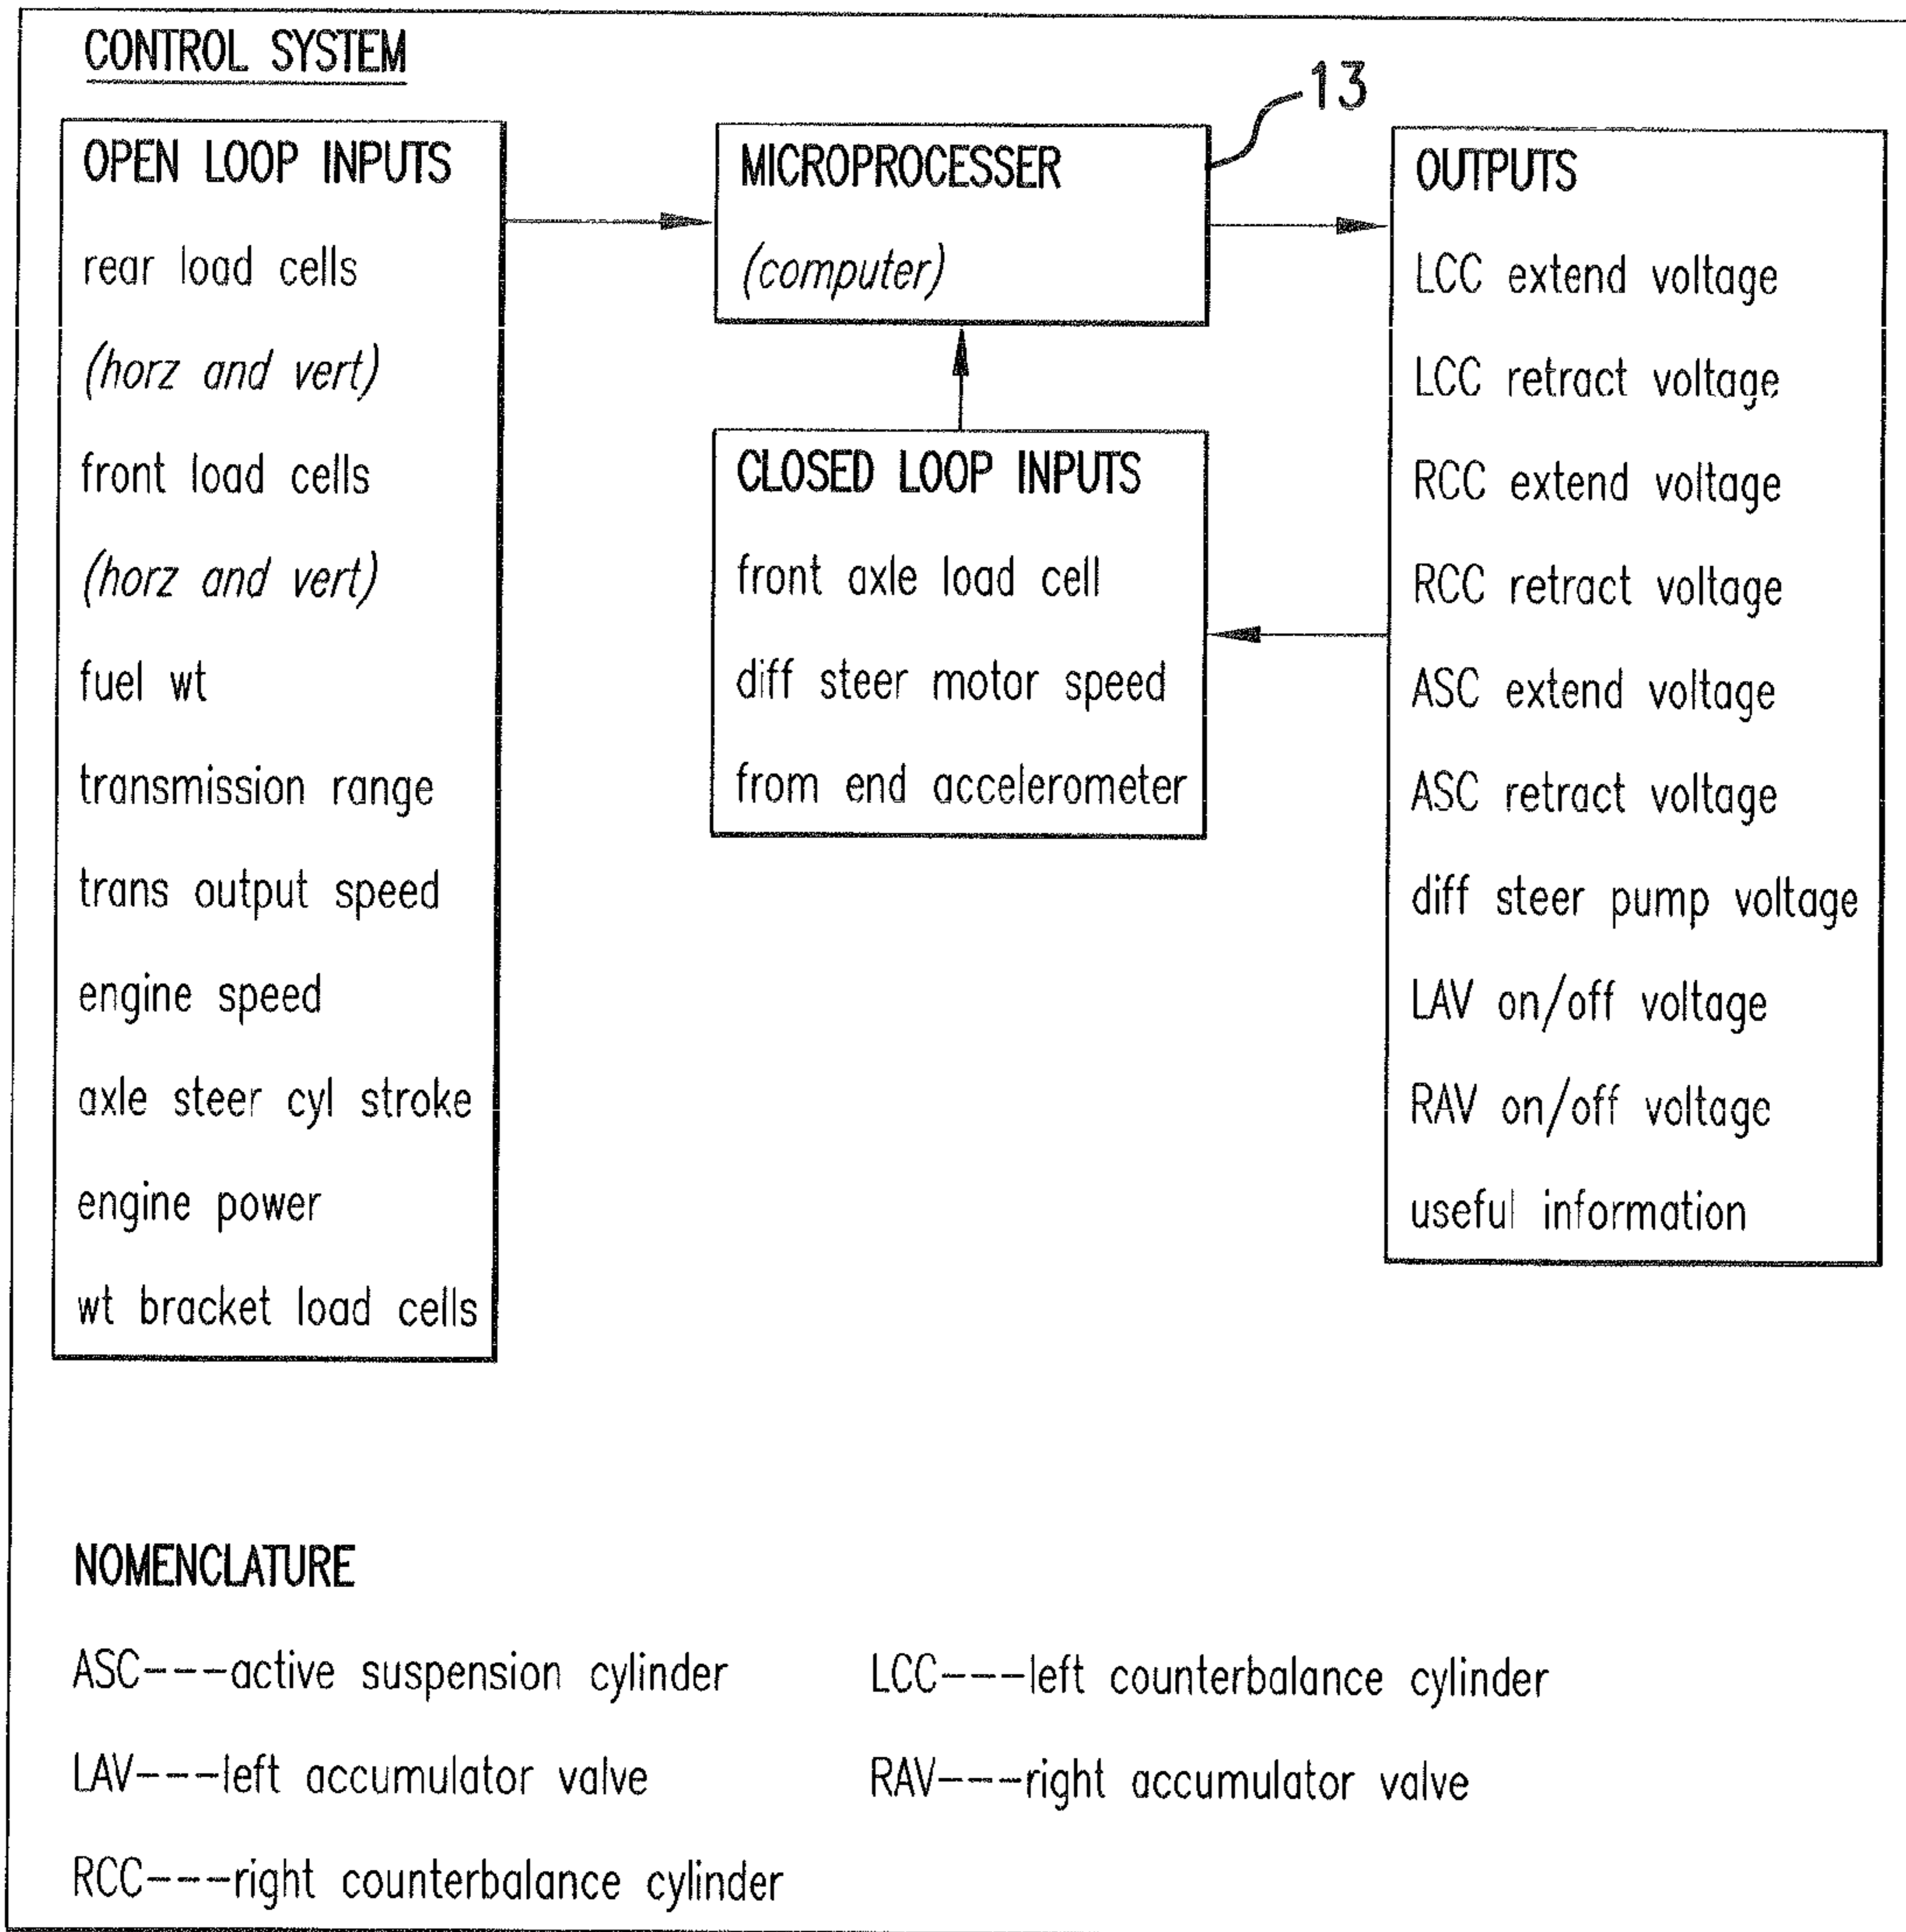 CONTROL SYSTEM
13
OPEN LOOP INPUTS
rear load cells
(horz and vert)
front load cells
(horz and vert)
fuel wt
transmission range
trans output speed
engine speed
axle steer cyl stroke
engine power
wt bracket load cells
MICROPROCESSER
(computer)
CLOSED LOOP INPUTS
front axle load cell
diff steer motor speed
from end accelerometer
OUTPUTS
LCC extend voltage
LCC retract voltage
RCC extend voltage
RCC retract voltage
ASC extend voltage
ASC retract voltage
diff steer pump voltage
LAV on/off voltage
RAV on/off voltage
useful information
NOMENCLATURE
ASC---active suspension cylinder
LCC---left counterbalance cylinder
LAV---left accumulator valve
RAV---right accumulator valve
RCC---right counterbalance cylinder